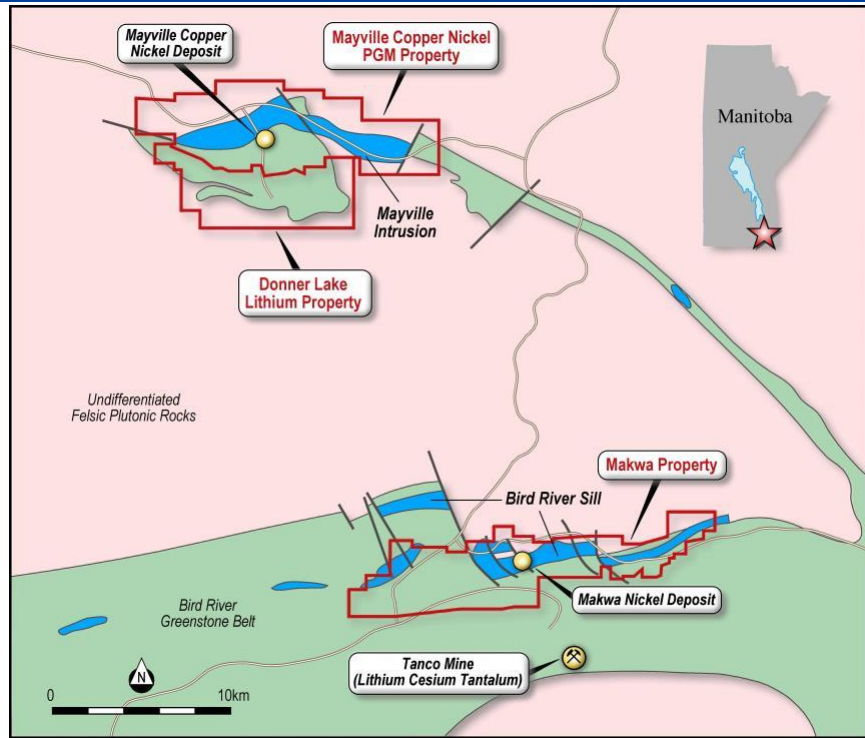 Mayville Copper
Nickel Deposit
Mayville Copper Nickel
PGM Property
Manitoba
Mayville
Intrusion
Donner Lake
Lithium Property
Undifferentiated
Felsic Plutonic Rocks
Makwa Property
Bird River Sill
Makwa Nickel Deposit
Bird River
Greenstone Belt
Tanco Mine
(Lithium Cesium Tantalum)
N
0
10km